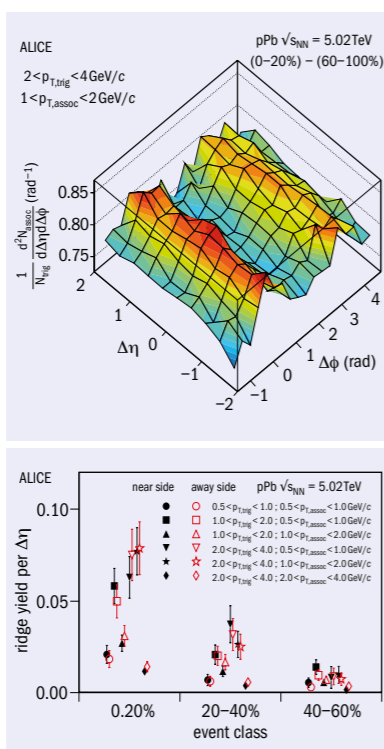 ALICE
pPb √sNN = 5.02TeV
(0–20%) – (60–100%)
2<pT,trig<4GeV/c
1<pT,assoc<2GeV/c
1/Ntrig d²Nassoc/dΔηdΔϕ (rad⁻¹)
0.85
0.80
0.75
2
1
0
−1
−2
Δη
−1
0
1
2
3
4
Δϕ (rad)
ALICE
near side away side pPb √sNN = 5.02TeV
0.5<pT,trig<1.0 ; 0.5<pT,assoc<1.0GeV/c
1.0<pT,trig<2.0 ; 0.5<pT,assoc<1.0GeV/c
1.0<pT,trig<2.0 ; 1.0<pT,assoc<2.0GeV/c
2.0<pT,trig<4.0 ; 0.5<pT,assoc<1.0GeV/c
2.0<pT,trig<4.0 ; 1.0<pT,assoc<2.0GeV/c
2.0<pT,trig<4.0 ; 2.0<pT,assoc<4.0GeV/c
ridge yield per Δη
0.10
0.05
0.00
0.20% 20–40% 40–60%
event class